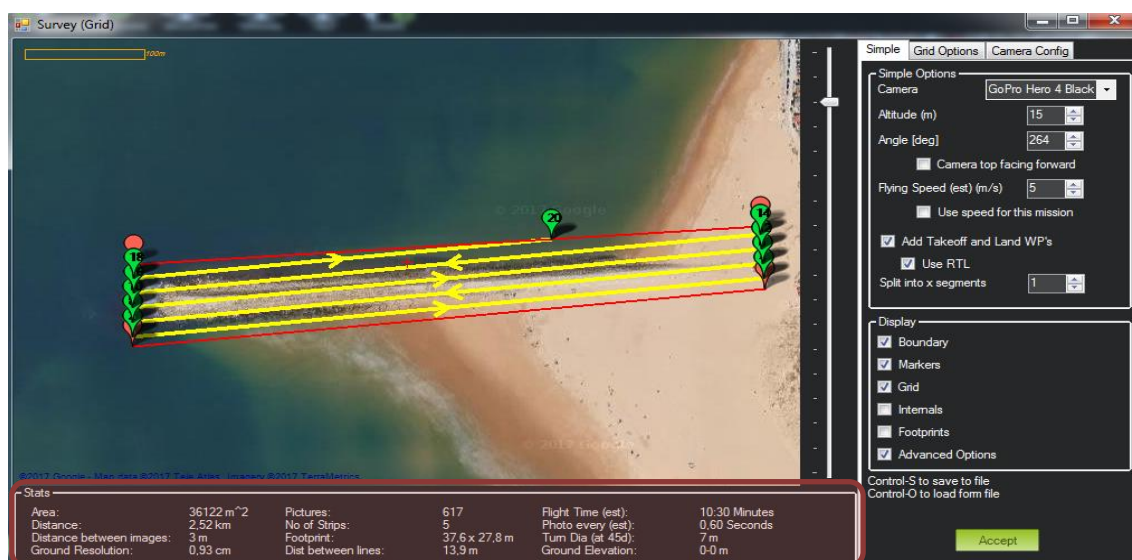 Survey (Grid)
100m
© 2017 Google
18
20
14
© 2017 Google
©2017 Google - Map data ©2017 Tele Atlas, Imagery ©2017 TerraMetrics
Simple Grid Options Camera Config
Simple Options
Camera GoPro Hero 4 Black
Altitude (m) 15
Angle [deg] 264
Camera top facing forward
Flying Speed (est) (m/s) 5
Use speed for this mission
Add Takeoff and Land WP's
Use RTL
Split into x segments 1
Display
Boundary
Markers
Grid
Internals
Footprints
Advanced Options
Control-S to save to file
Control-O to load form file
Accept
Stats
Area: 36122 m^2 Pictures: 617 Flight Time (est): 10:30 Minutes
Distance: 2,52 km No of Strips: 5 Photo every (est): 0,60 Seconds
Distance between images: 3 m Footprint: 37,6 x 27,8 m Turn Dia (at 45d): 7 m
Ground Resolution: 0,93 cm Dist between lines: 13,9 m Ground Elevation: 0-0 m